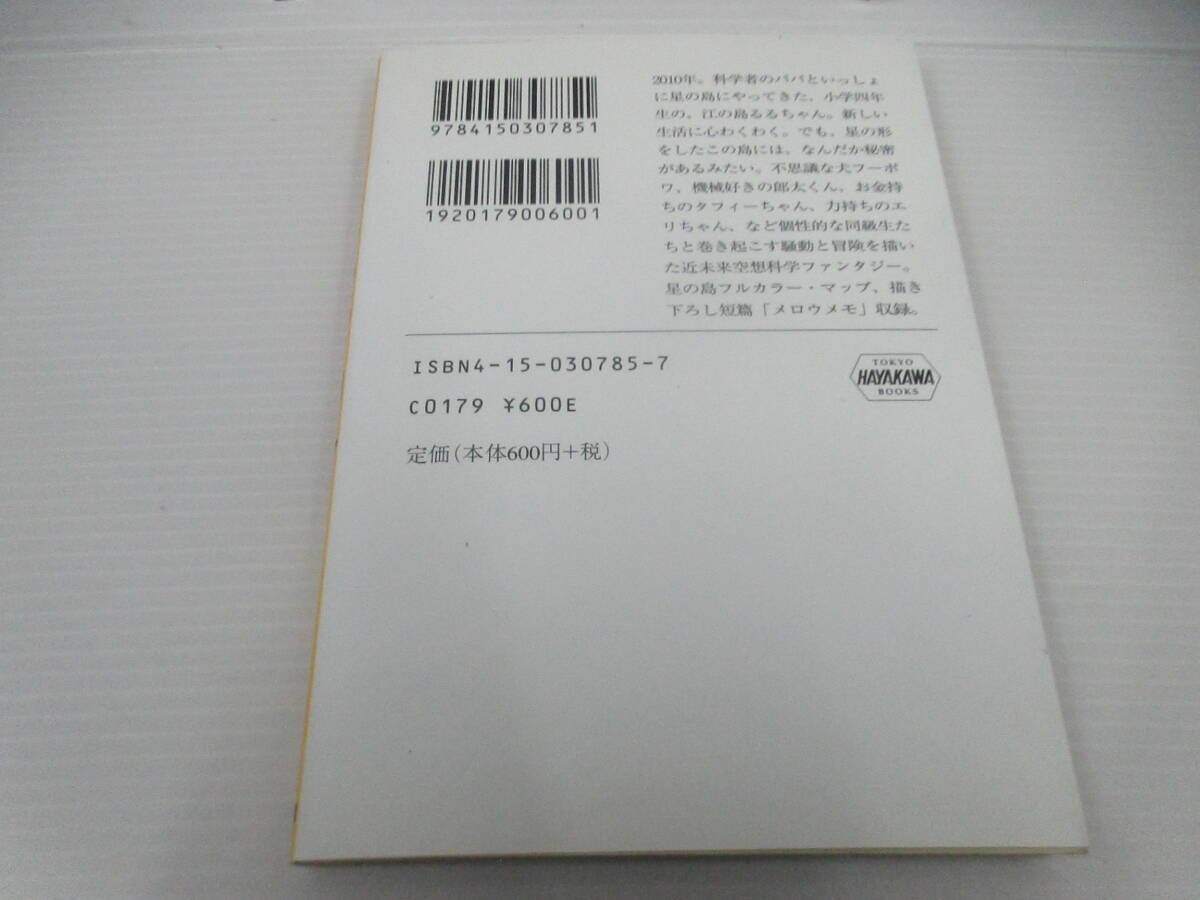 9784150307851
1920179006001
2010年。科学者のパパといっしょ
に星の島にやってきた、小学四年
生の、江の島るるちゃん。新しい
生活に心わくわく。でも、星の形
をしたこの島には、なんだか秘密
があるみたい。不思議な犬フーボ
ワ、機械好きの郎太くん、お金持
ちのタフィーちゃん、力持ちのエ
リちゃん、など個性的な同級生た
ちと巻き起こす騒動と冒険を描い
た近未来空想科学ファンタジー。
星の島フルカラー・マップ、描き
下ろし短篇「メロウメモ」収録。
ISBN4-15-030785-7
C0179 ¥600E
定価(本体600円+税)
TOKYO
HAYAKAWA
BOOKS